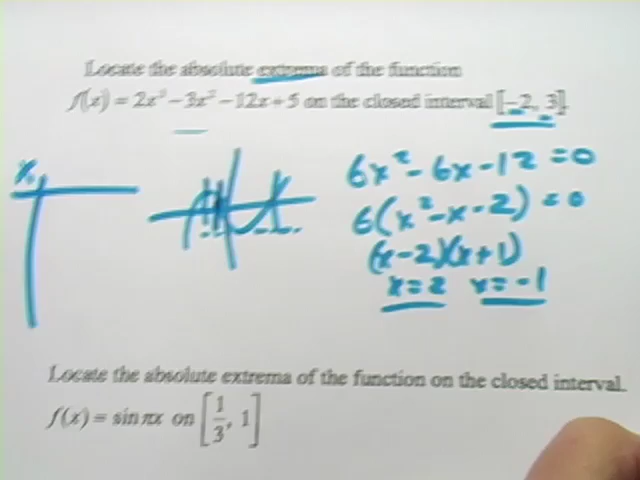 Locate the absolute extrema of the function
f(x) = 2x³ − 3x² − 12x + 5 on the closed interval [−2, 3].
x
6x² - 6x - 12 = 0
6(x² - x - 2) = 0
(x - 2)(x + 1)
x = 2 x = -1
Locate the absolute extrema of the function on the closed interval.
f(x) = sin πx on [1/3, 1]